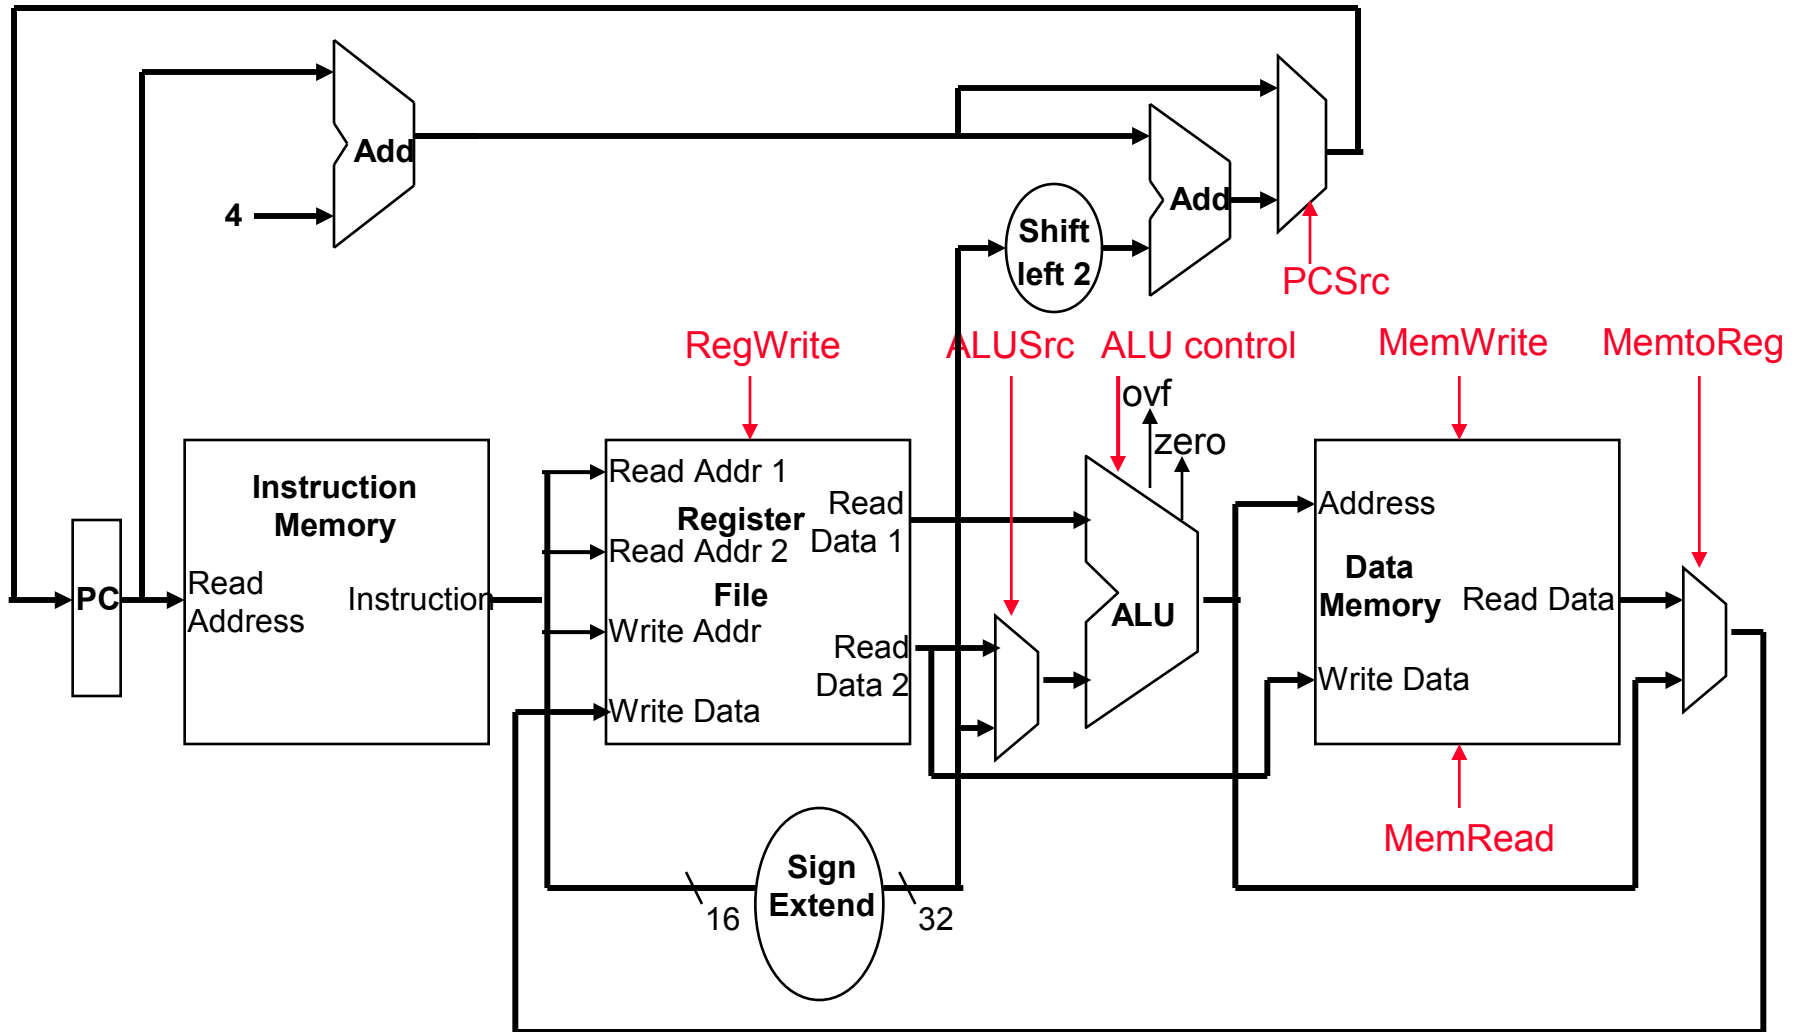 Add
4
Add
Shift
left 2
PCSrc
RegWrite
ALUSrc
ALU control
MemWrite
MemtoReg
ovf
zero
PC
Instruction
Memory
Read
Address
Instruction
Read Addr 1
Register
Read Addr 2
File
Write Addr
Write Data
Read
Data 1
Read
Data 2
ALU
Address
Data
Memory
Read Data
Write Data
MemRead
Sign
Extend
16
32